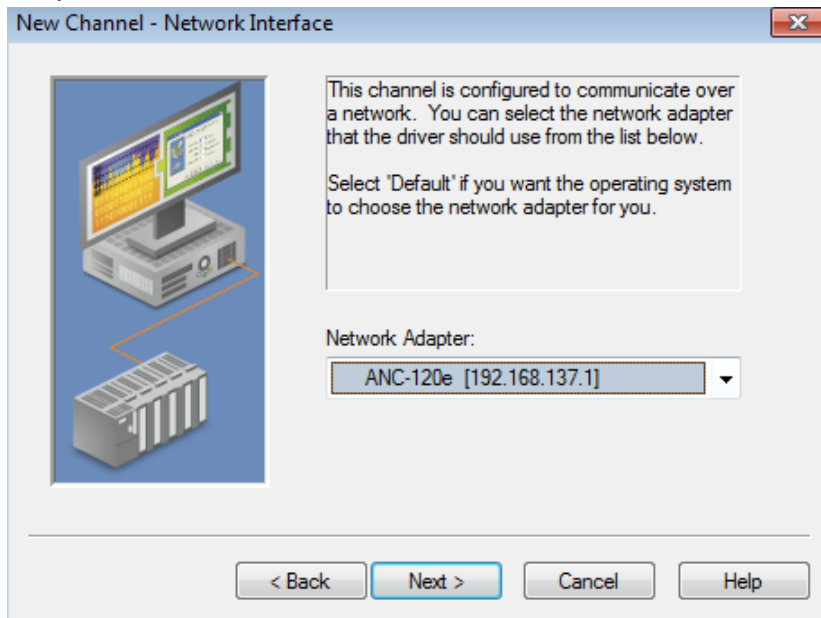 New Channel - Network Interface
This channel is configured to communicate over
a network. You can select the network adapter
that the driver should use from the list below.
Select 'Default' if you want the operating system
to choose the network adapter for you.
Network Adapter:
ANC-120e [192.168.137.1]
< Back
Next >
Cancel
Help